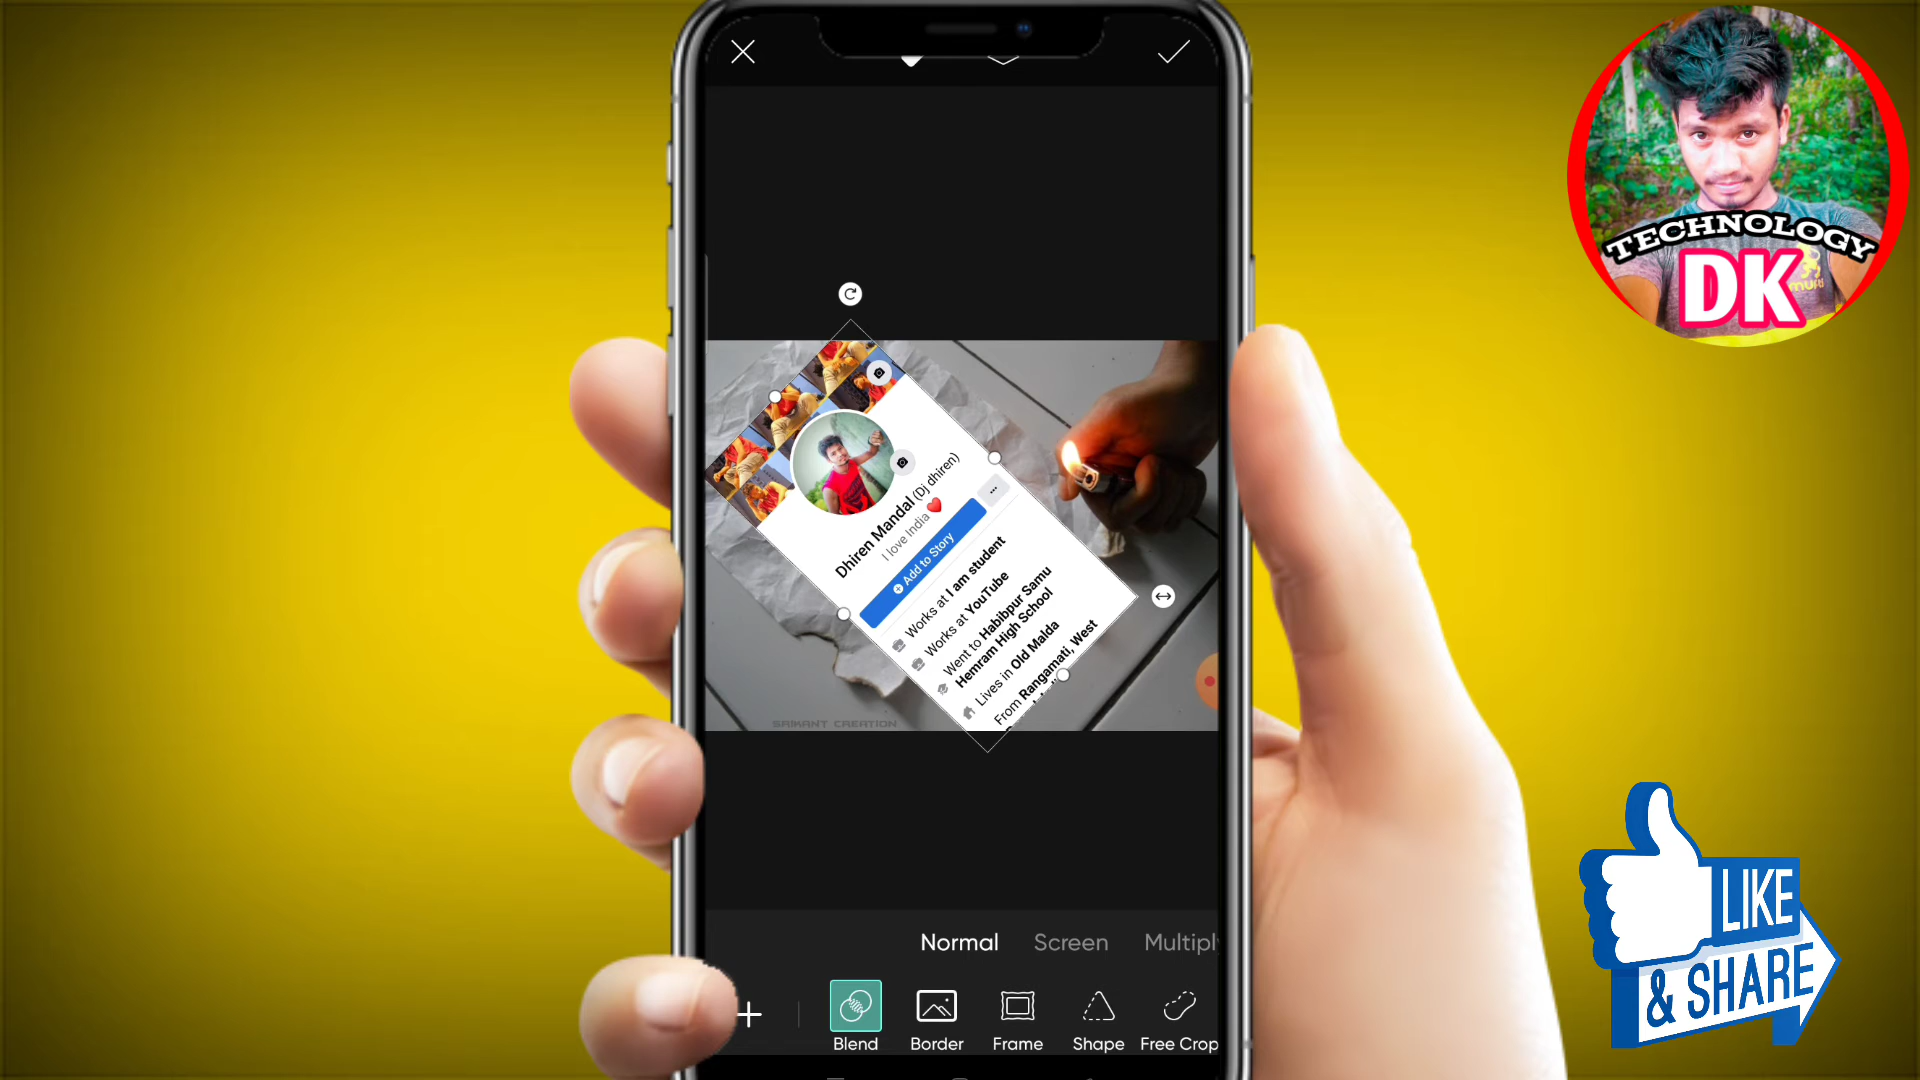 TECHNOLOGY
DK
Dhiren Mandal (Dj dhiren)
I love India
Add to Story
Works at I am student
Works at YouTube
Went to Habibpur Samu
Hemram High School
Lives in Old Malda
From Rangamati, West
SRIKANT CREATION
Normal Screen Multiply
Blend Border Frame Shape Free Crop
LIKE
& SHARE